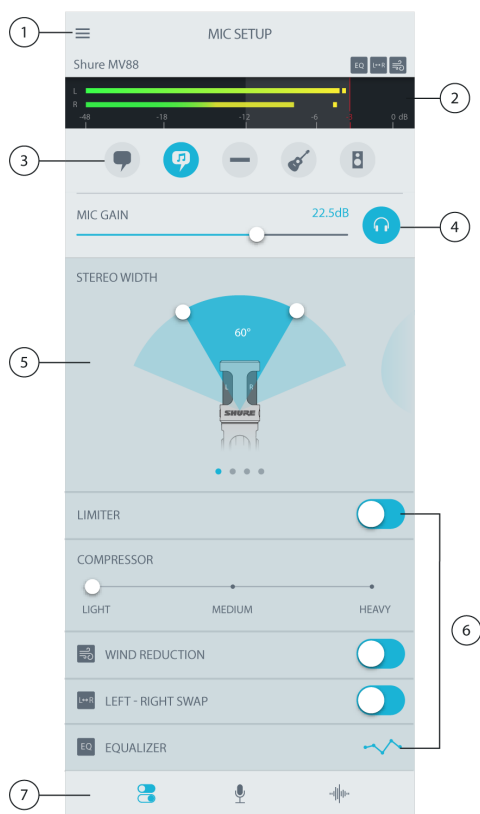 1
MIC SETUP
Shure MV88
EQ L↔R
L
R
-48 -18 -12 -6 0 dB
2
3
MIC GAIN 22.5dB
4
STEREO WIDTH
60°
L R
SHURE
5
LIMITER
COMPRESSOR
LIGHT MEDIUM HEAVY
6
WIND REDUCTION
L↔R LEFT - RIGHT SWAP
EQ EQUALIZER
7